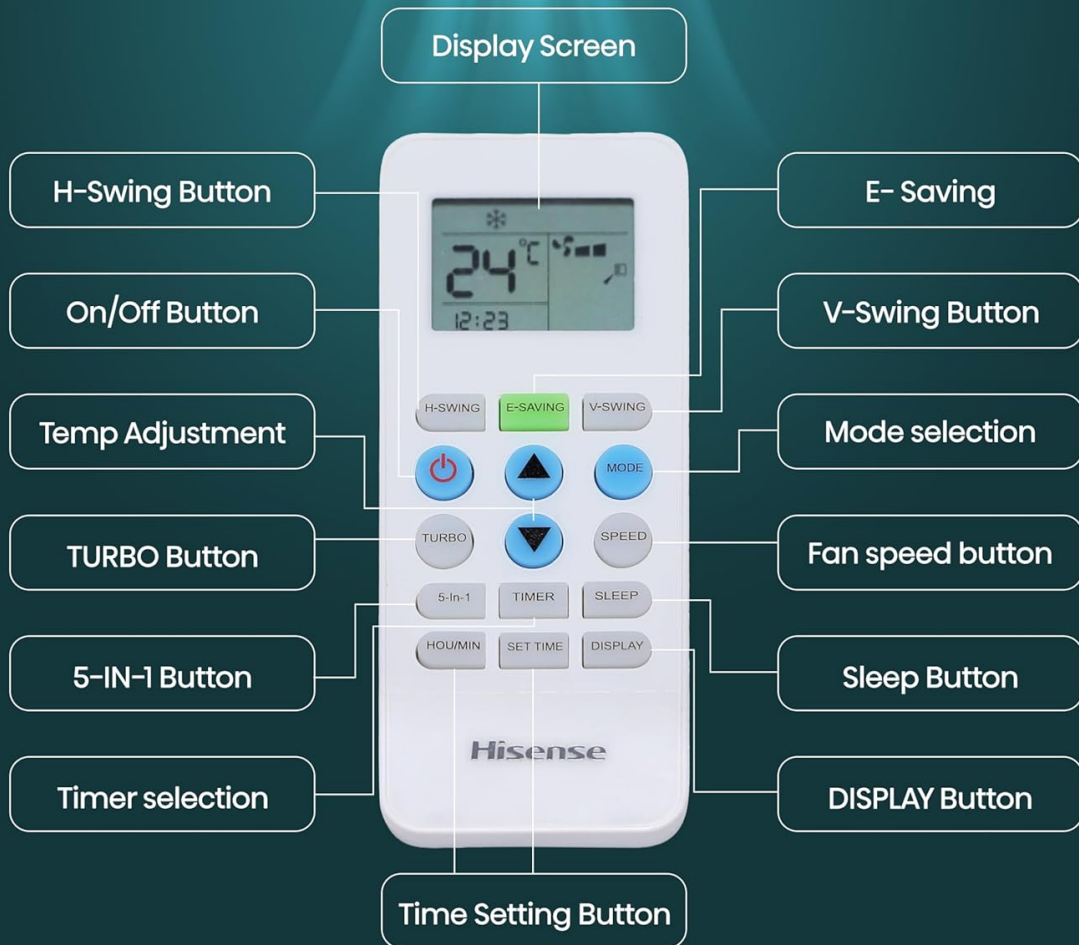 Display Screen
H-Swing Button
E- Saving
On/Off Button
V-Swing Button
Temp Adjustment
Mode selection
TURBO Button
Fan speed button
5-IN-1 Button
Sleep Button
Timer selection
DISPLAY Button
Time Setting Button
24°C
12:23
H-SWING
E-SAVING
V-SWING
MODE
TURBO
SPEED
5-In-1
TIMER
SLEEP
HOU/MIN
SET TIME
DISPLAY
Hisense